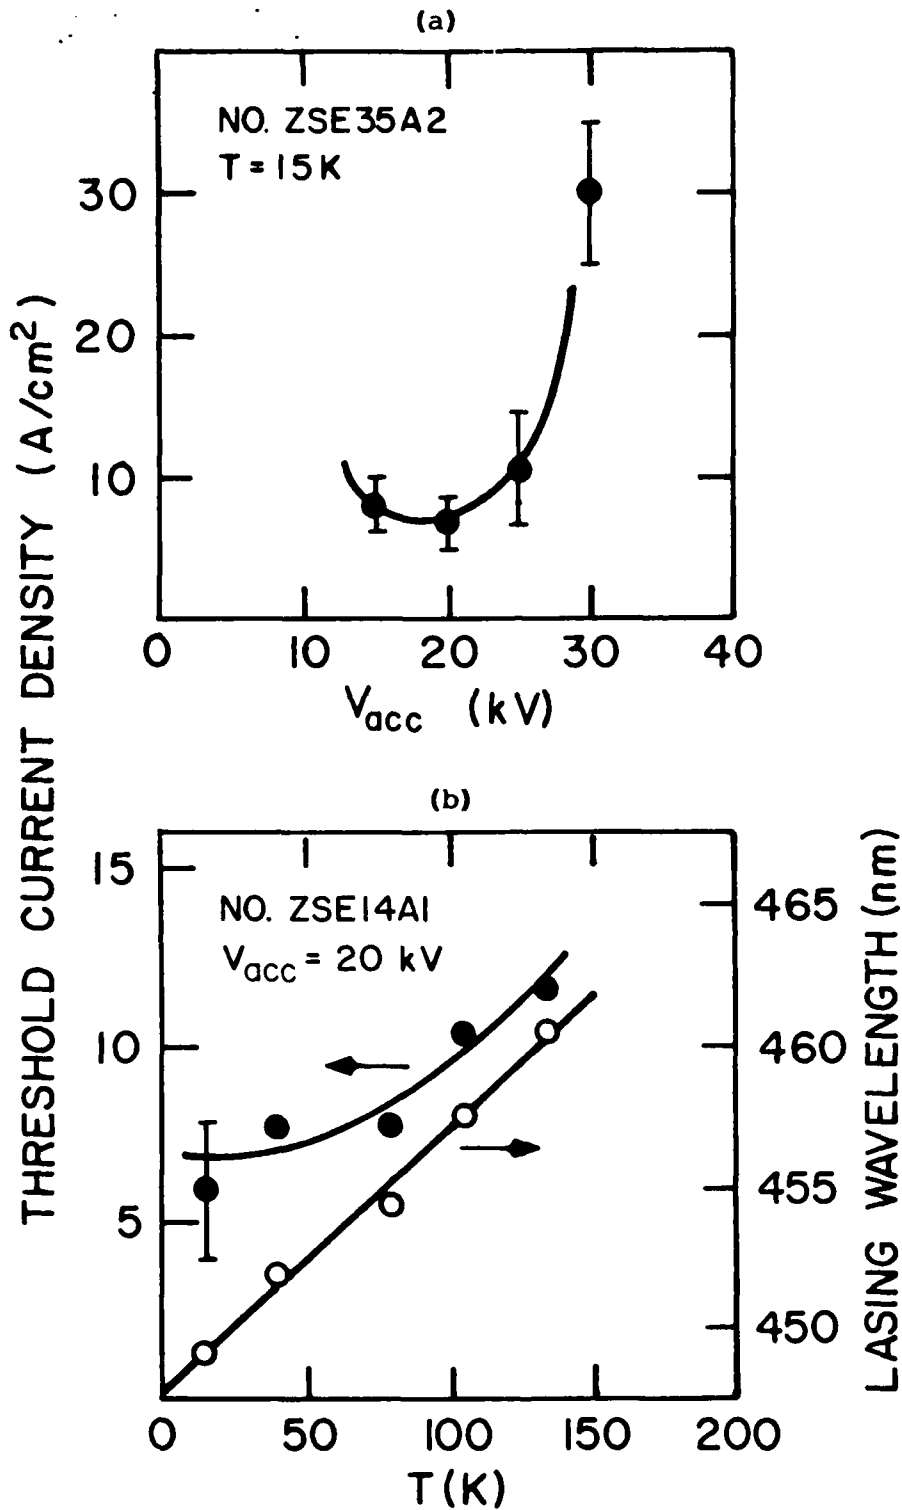 (a)
NO. ZSE35A2
T = 15 K
30
20
10
0 10 20 30 40
V_acc (kV)
THRESHOLD CURRENT DENSITY (A/cm²)
(b)
NO. ZSE14A1
V_acc = 20 kV
15
10
5
465
460
455
450
LASING WAVELENGTH (nm)
0 50 100 150 200
T (K)